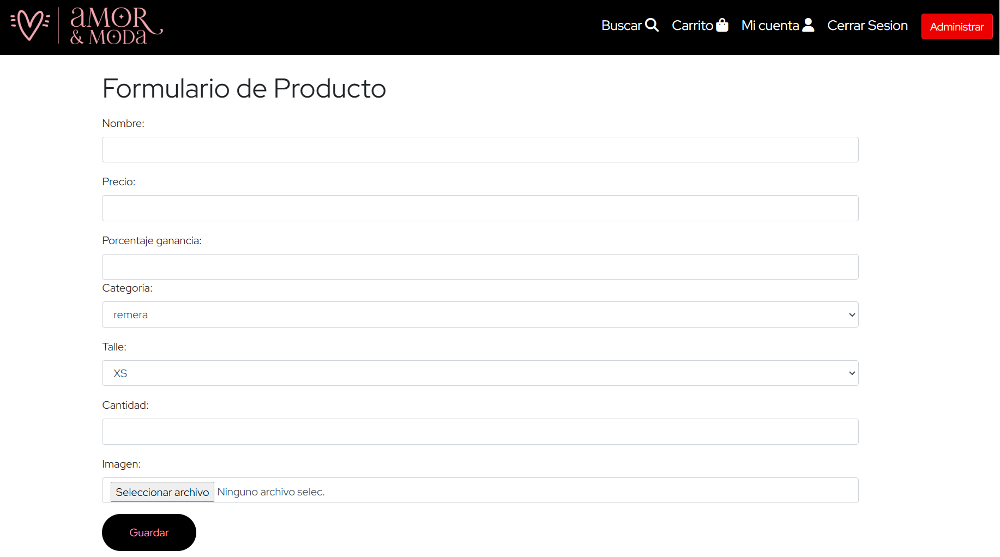 AMOR
& MODA
Buscar
Carrito
Mi cuenta
Cerrar Sesion
Administrar
Formulario de Producto
Nombre:
Precio:
Porcentaje ganancia:
Categoría:
remera
Talle:
XS
Cantidad:
Imagen:
Seleccionar archivo Ninguno archivo selec.
Guardar